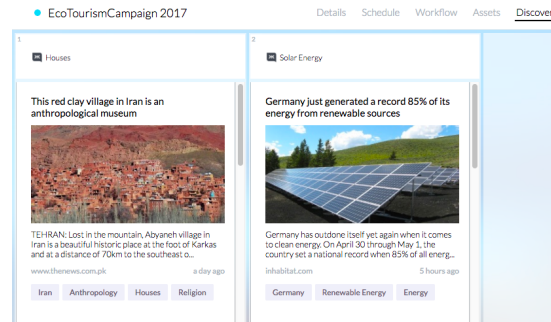 EcoTourismCampaign 2017
Details Schedule Workflow Assets Discover
1
Houses
This red clay village in Iran is an
anthropological museum
TEHRAN: Lost in the mountain, Abyaneh village in
Iran is a beautiful historic place at the foot of Karkas
and at a distance of 70km to the southeast o...
www.thenews.com.pk a day ago
Iran Anthropology Houses Religion
2
Solar Energy
Germany just generated a record 85% of its
energy from renewable sources
Germany has outdone itself yet again when it comes
to clean energy. On April 30 through May 1, the
country set a national record when 85% of all energ...
inhabitat.com 5 hours ago
Germany Renewable Energy Energy